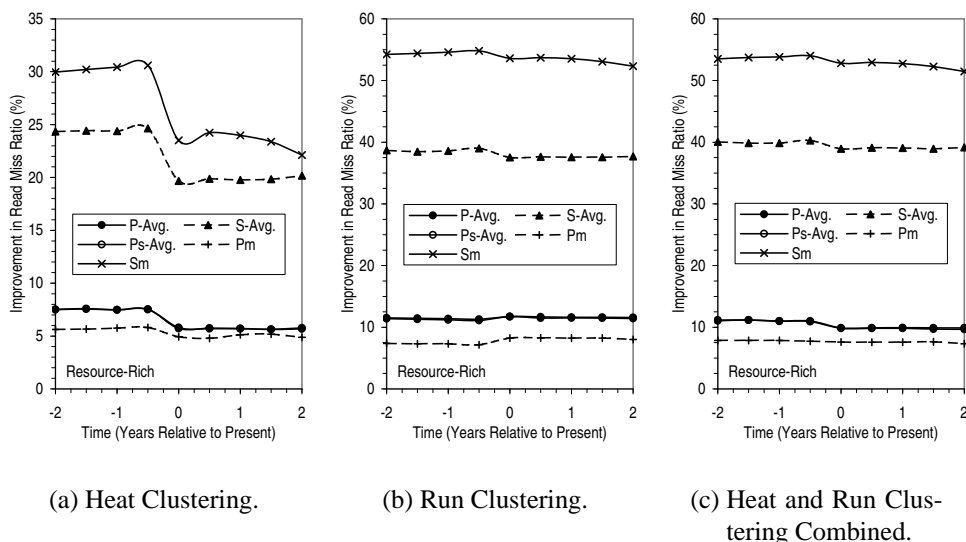 35
30
25
20
15
10
5
0
Improvement in Read Miss Ratio (%)
P-Avg. S-Avg.
Ps-Avg. Pm
Sm
Resource-Rich
-2 -1 0 1 2
Time (Years Relative to Present)
(a) Heat Clustering.
60
50
40
30
20
10
0
Improvement in Read Miss Ratio (%)
P-Avg. S-Avg.
Ps-Avg. Pm
Sm
Resource-Rich
-2 -1 0 1 2
Time (Years Relative to Present)
(b) Run Clustering.
60
50
40
30
20
10
0
Improvement in Read Miss Ratio (%)
P-Avg. S-Avg.
Ps-Avg. Pm
Sm
Resource-Rich
-2 -1 0 1 2
Time (Years Relative to Present)
(c) Heat and Run Clus-
tering Combined.